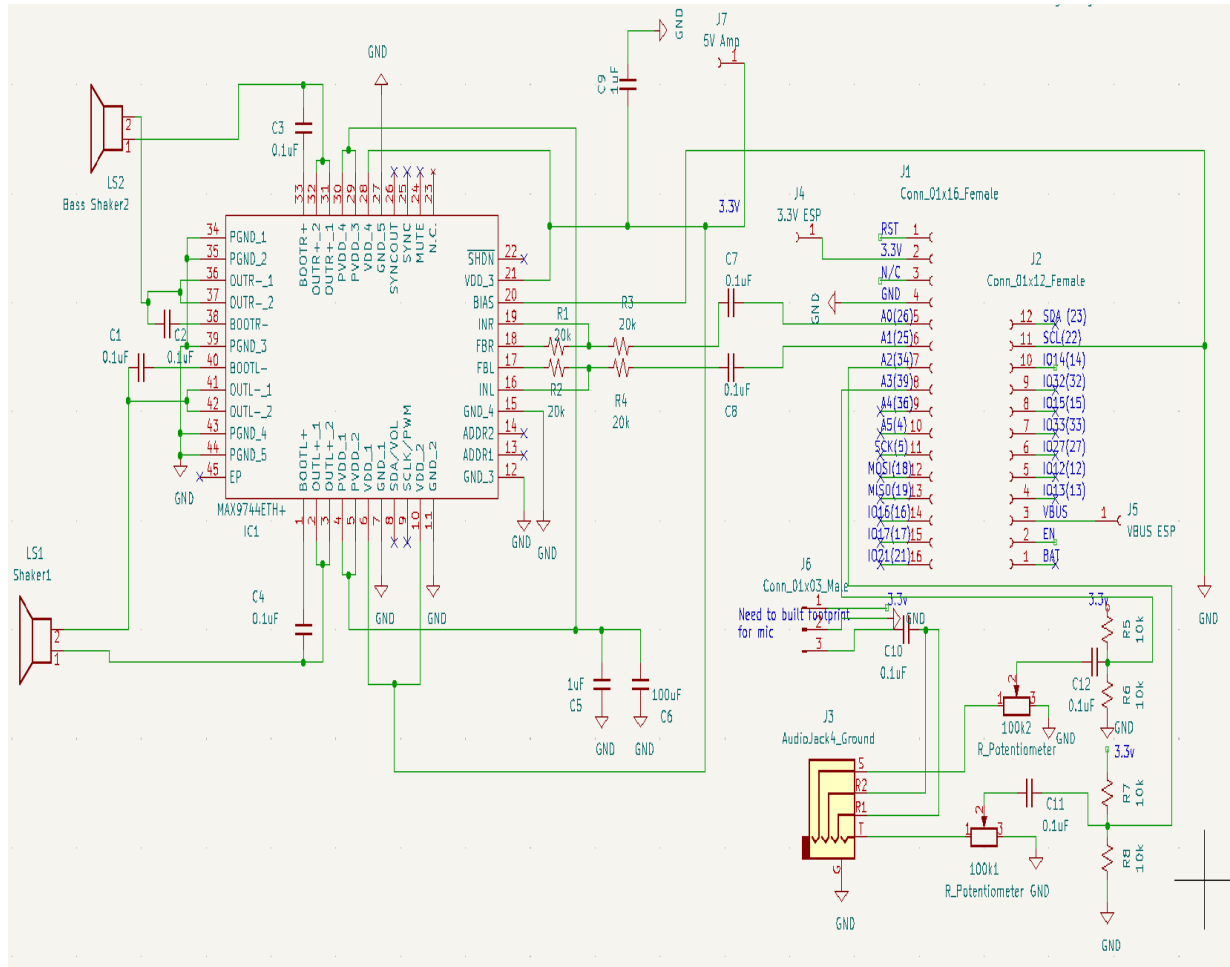 J7
5V Amp
1
GND
C9
1uF
GND
2
1
LS2
Bass Shaker2
C3
0.1uF
33
32
31
30
29
28
27
26
25
24
23
BOOTR+
OUTR+_2
OUTR+_1
PVDD_4
PVDD_3
VDD_4
GND_5
SYNCOUT
SYNC
MUTE
N.C.
34 PGND_1
35 PGND_2
36 OUTR-_1
37 OUTR-_2
38 BOOTR-
39 PGND_3
40 BOOTL-
41 OUTL-_1
42 OUTL-_2
43 PGND_4
44 PGND_5
45 EP
SHDN 22
VDD_3 21
BIAS 20
INR 19
FBR 18
FBL 17
INL 16
GND_4 15
ADDR2 14
ADDR1 13
GND_3 12
BOOTL+
OUTL+_1
OUTL+_2
PVDD_1
PVDD_2
VDD_1
GND_1
SDA/VOL
SCLK/PWM
VDD_2
GND_2
1
2
3
4
5
6
7
8
9
10
11
MAX9744ETH+
IC1
C1
0.1uF
C2
0.1uF
GND
LS1
Shaker1
2
1
C4
0.1uF
GND
GND
GND
GND
R1
20k
R2
20k
R3
20k
R4
20k
C7
0.1uF
0.1uF
C8
3.3V
1uF
C5
100uF
C6
GND
GND
J4
3.3V ESP
1
J1
Conn_01x16_Female
RST 1
3.3V 2
N/C 3
GND 4
A0(26) 5
A1(25) 6
A2(34) 7
A3(39) 8
A4(36) 9
A5(4) 10
SCK(5) 11
MOSI(18) 12
MISO(19) 13
IO16(16) 14
IO17(17) 15
IO21(21) 16
GND
J2
Conn_01x12_Female
12 SDA (23)
11 SCL(22)
10 IO14(14)
9 IO32(32)
8 IO15(15)
7 IO33(33)
6 IO27(27)
5 IO12(12)
4 IO13(13)
3 VBUS
2 EN
1 BAT
1
J5
VBUS ESP
GND
J6
Conn_01x03_Male
1
2
3
Need to built footprint
for mic
3.3v
GND
C10
0.1uF
3.3v
R5
10k
C12
0.1uF
R6
10k
GND
1
2
3
100k2
R_Potentiometer
GND
3.3v
R7
10k
C11
0.1uF
R8
10k
GND
J3
AudioJack4_Ground
S
R2
R1
T
G
GND
1
2
3
100k1
R_Potentiometer GND